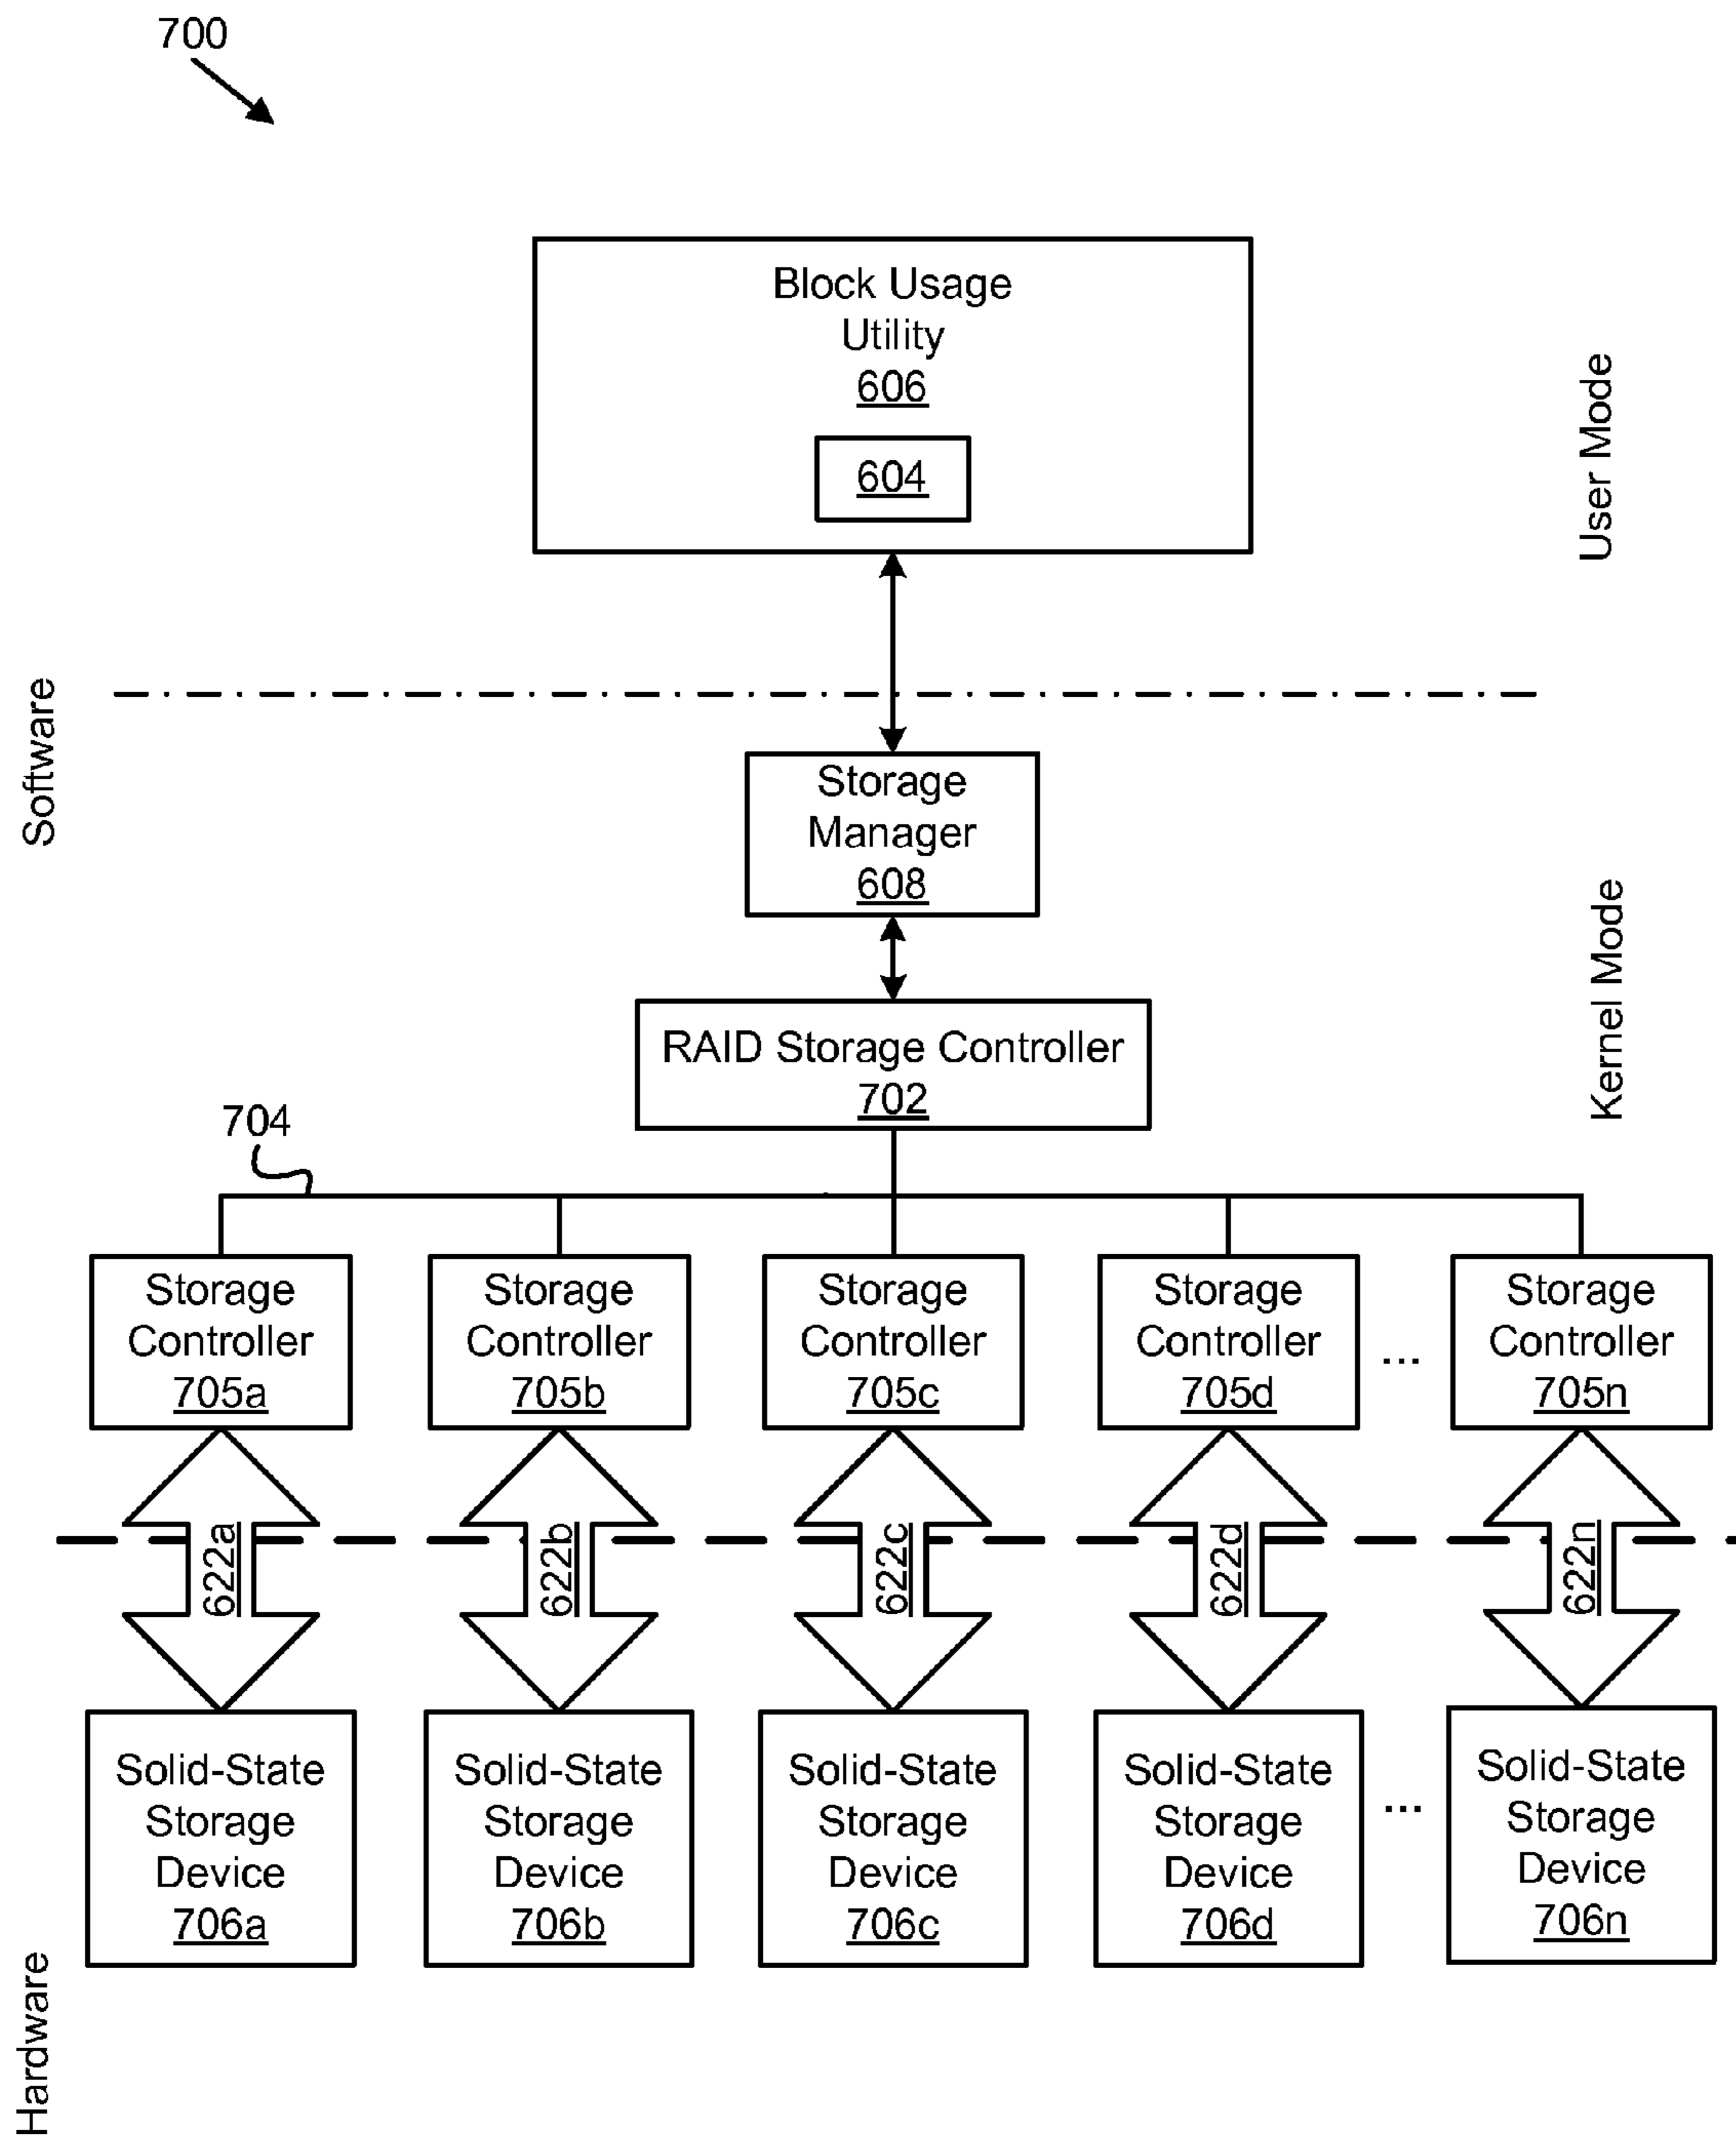 700
Block Usage
Utility
606
604
User Mode
Software
Storage
Manager
608
Kernel Mode
RAID Storage Controller
702
704
Storage
Controller
705a
Storage
Controller
705b
Storage
Controller
705c
Storage
Controller
705d
...
Storage
Controller
705n
622a
622b
622c
622d
622n
Solid-State
Storage
Device
706a
Solid-State
Storage
Device
706b
Solid-State
Storage
Device
706c
Solid-State
Storage
Device
706d
...
Solid-State
Storage
Device
706n
Hardware